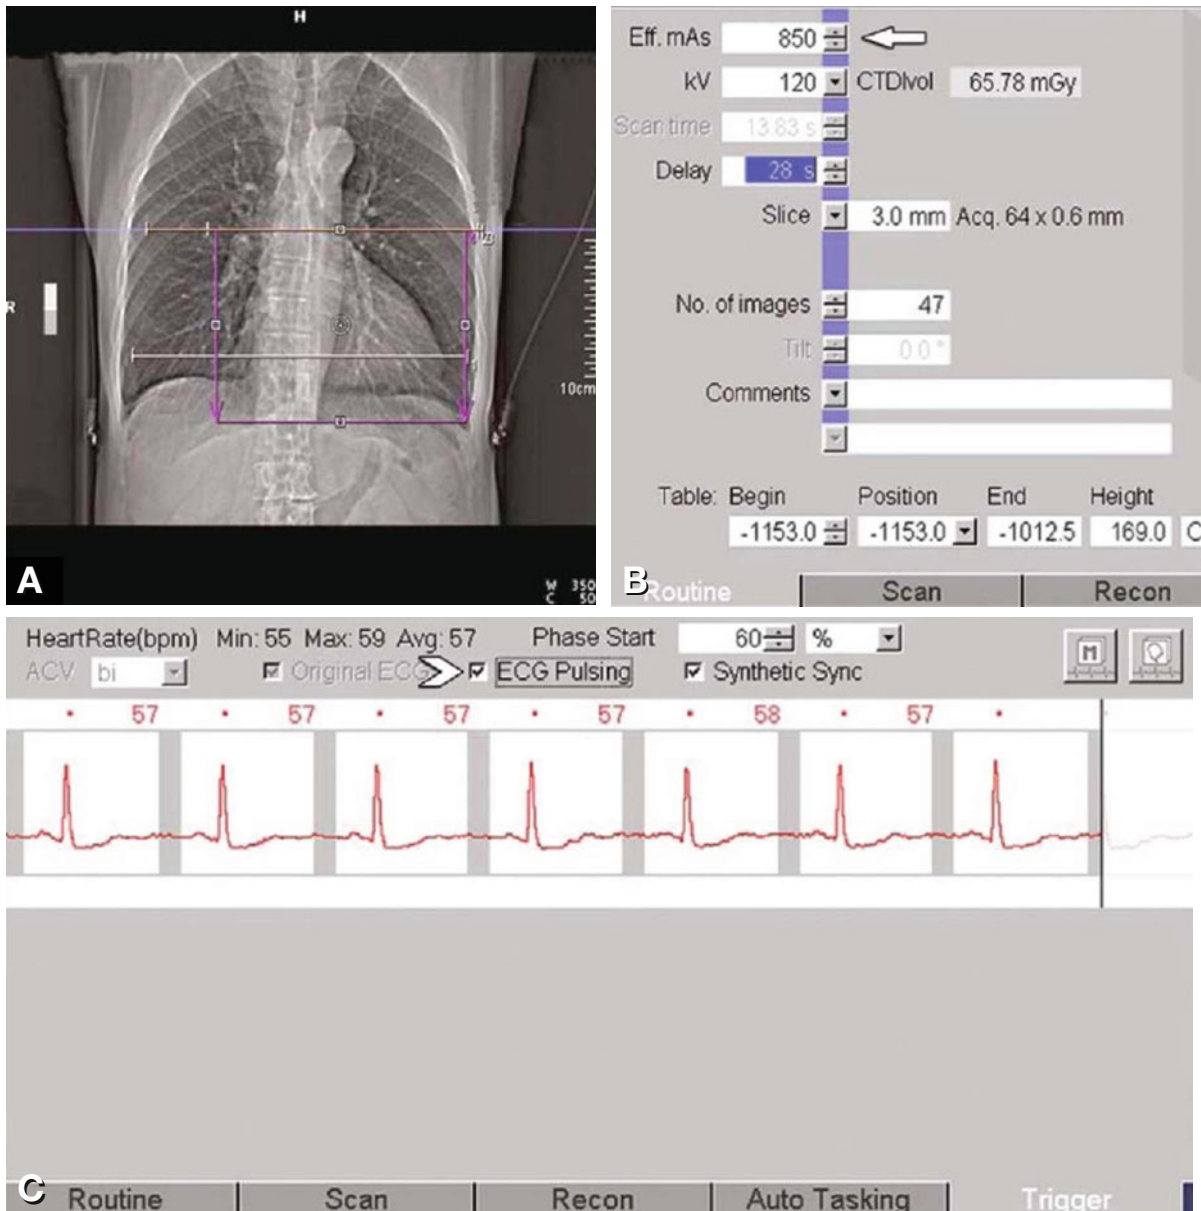 H
R
10cm
W 350
C 50
A
Eff. mAs 850
kV 120 CTDIvol 65.78 mGy
Scan time 13.83 s
Delay 28 s
Slice 3.0 mm Acq. 64 x 0.6 mm
No. of images 47
Tilt 0.0 °
Comments
Table: Begin Position End Height
-1153.0 -1153.0 -1012.5 169.0 C
B Routine Scan Recon
HeartRate(bpm) Min: 55 Max: 59 Avg: 57 Phase Start 60 %
ACV bi Original ECG ECG Pulsing Synthetic Sync
M
57 57 57 57 58 57
C Routine Scan Recon Auto Tasking Trigger